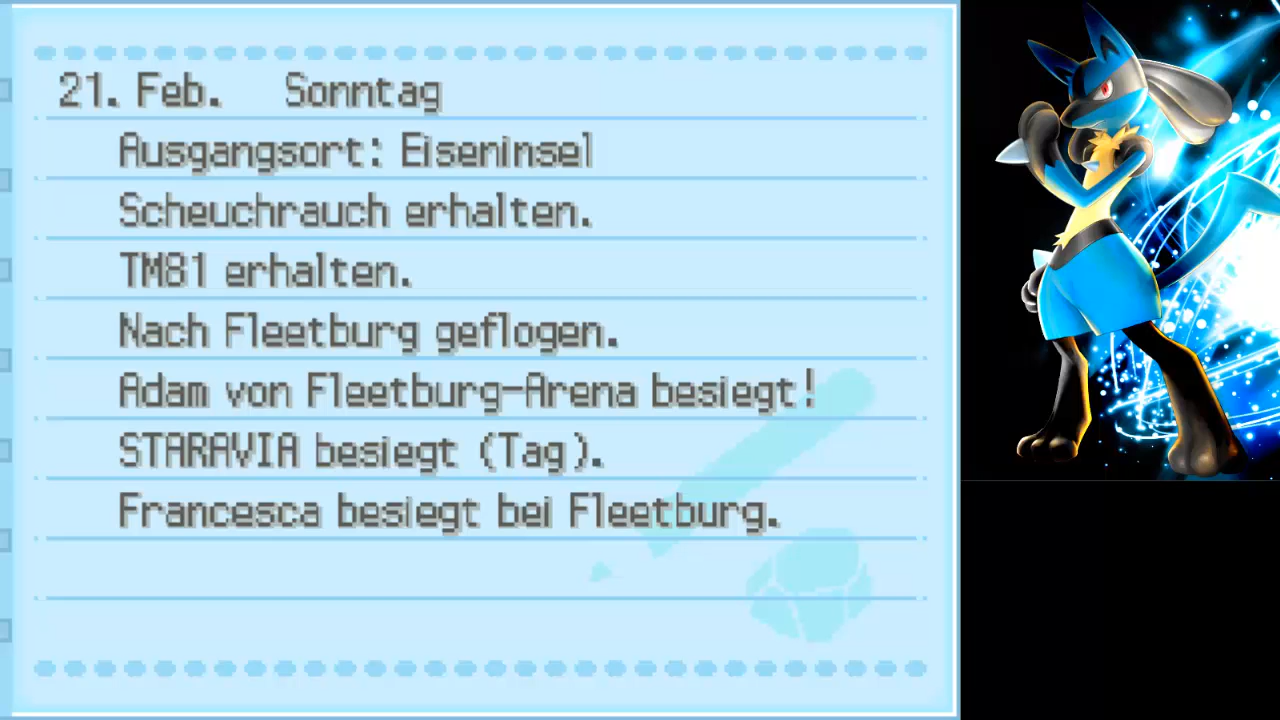 21. Feb. Sonntag
Ausgangsort: Eiseninsel
Scheuchrauch erhalten.
TM81 erhalten.
Nach Fleetburg geflogen.
Adam von Fleetburg-Arena besiegt!
STARAVIA besiegt (Tag).
Francesca besiegt bei Fleetburg.